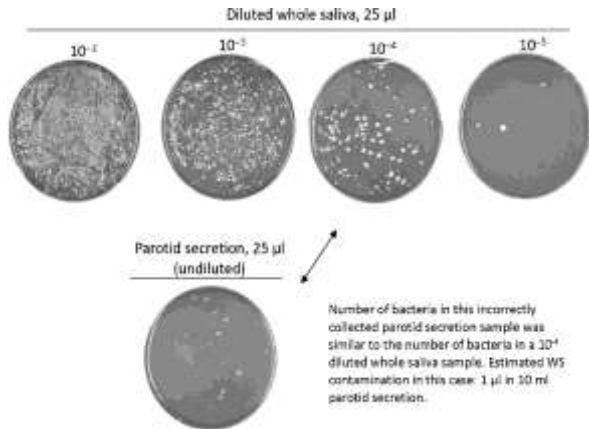 Diluted whole saliva, 25 µl
10⁻² 10⁻³ 10⁻⁴ 10⁻⁵
Parotid secretion, 25 µl
(undiluted)
Number of bacteria in this incorrectly
collected parotid secretion sample was
similar to the number of bacteria in a 10⁻⁴
diluted whole saliva sample. Estimated WS
contamination in this case: 1 µl in 10 ml
parotid secretion.